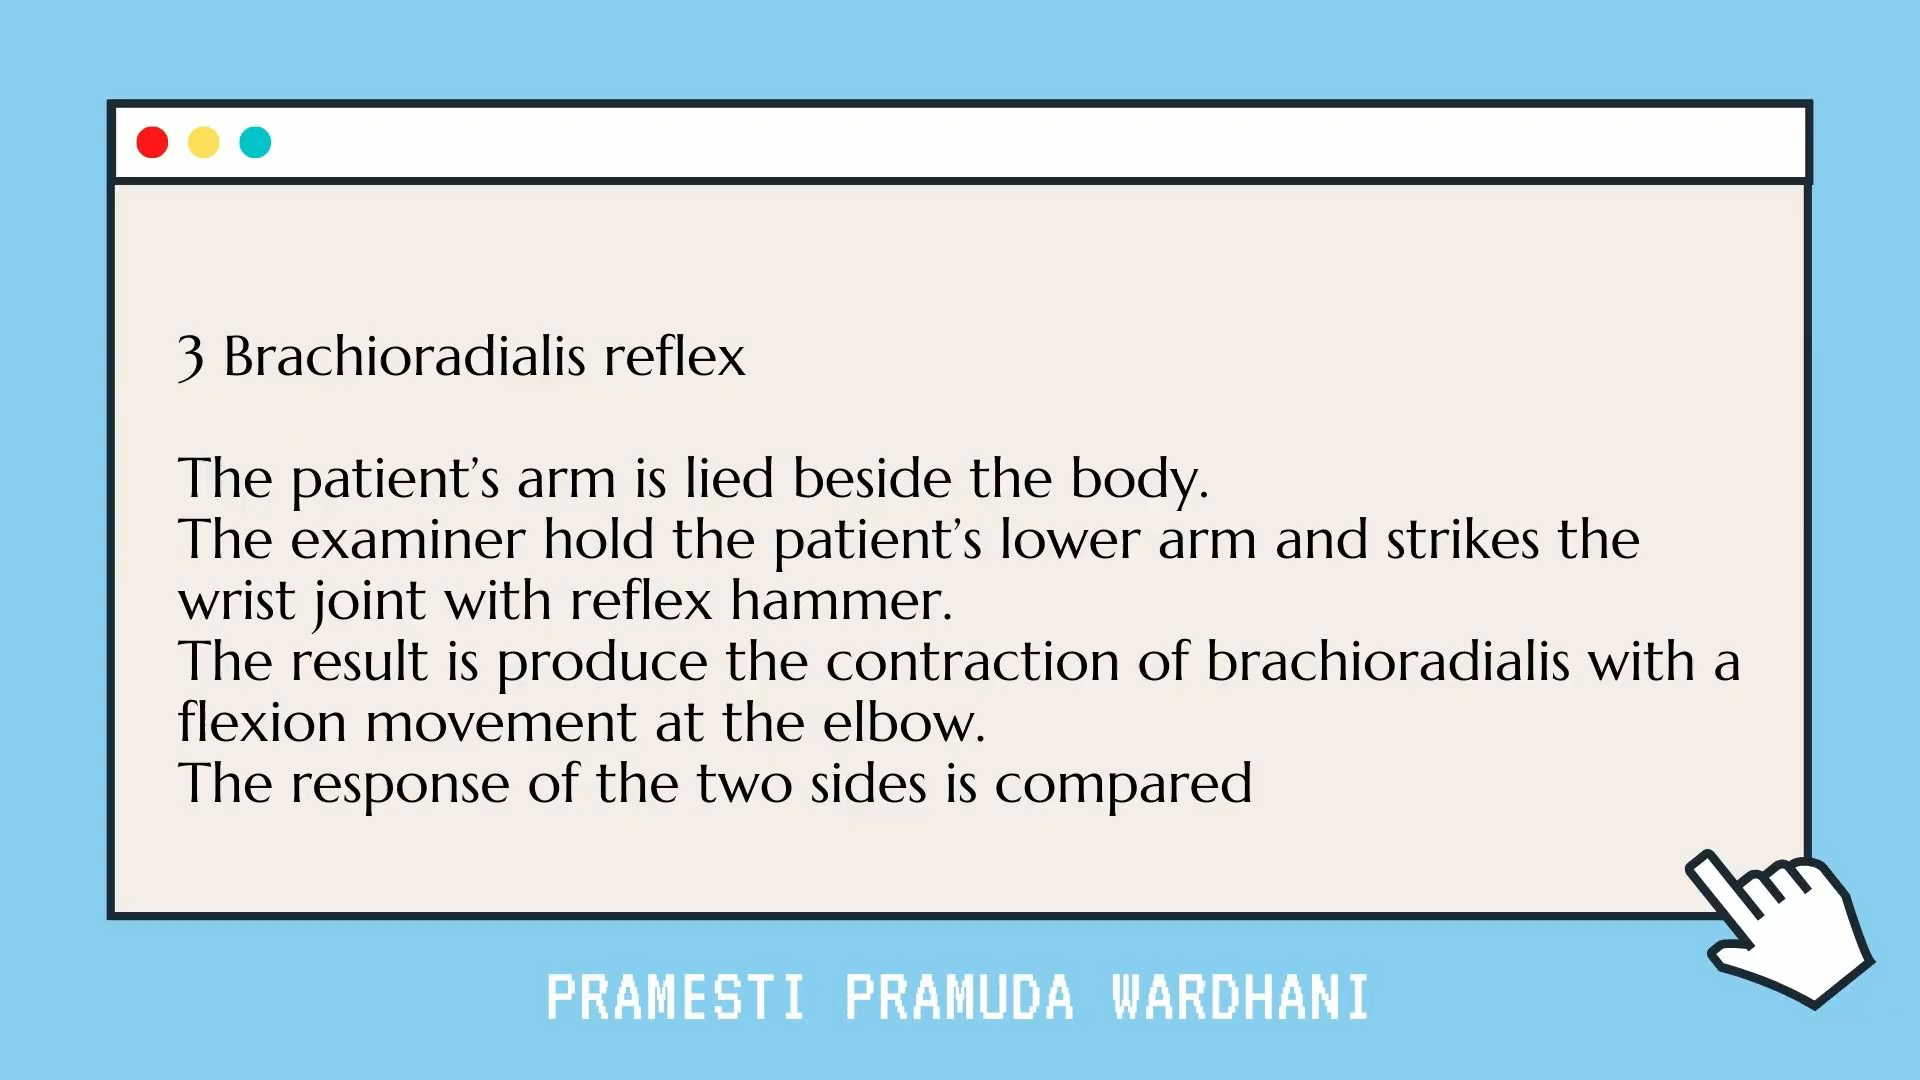 3 Brachioradialis reflex
The patient’s arm is lied beside the body.
The examiner hold the patient’s lower arm and strikes the
wrist joint with reflex hammer.
The result is produce the contraction of brachioradialis with a
flexion movement at the elbow.
The response of the two sides is compared
PRAMESTI PRAMUDA WARDHANI